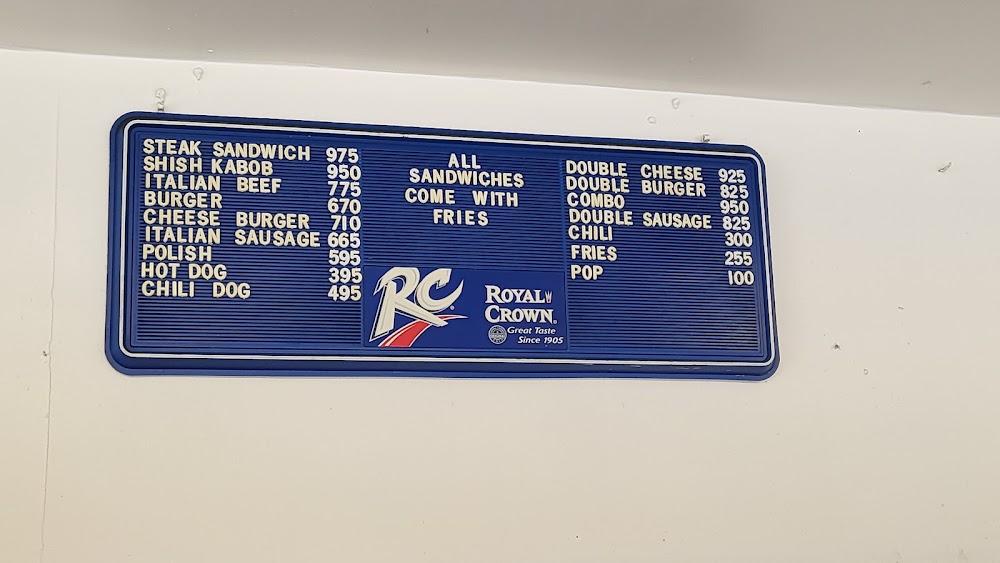 STEAK SANDWICH 975
SHISH KABOB 950
ITALIAN BEEF 775
BURGER 670
CHEESE BURGER 710
ITALIAN SAUSAGE 665
POLISH 595
HOT DOG 395
CHILI DOG 495
ALL
SANDWICHES
COME WITH
FRIES
RC
ROYAL
CROWN
Great Taste
Since 1905
DOUBLE CHEESE 925
DOUBLE BURGER 825
COMBO 950
DOUBLE SAUSAGE 825
CHILI 300
FRIES 255
POP 100